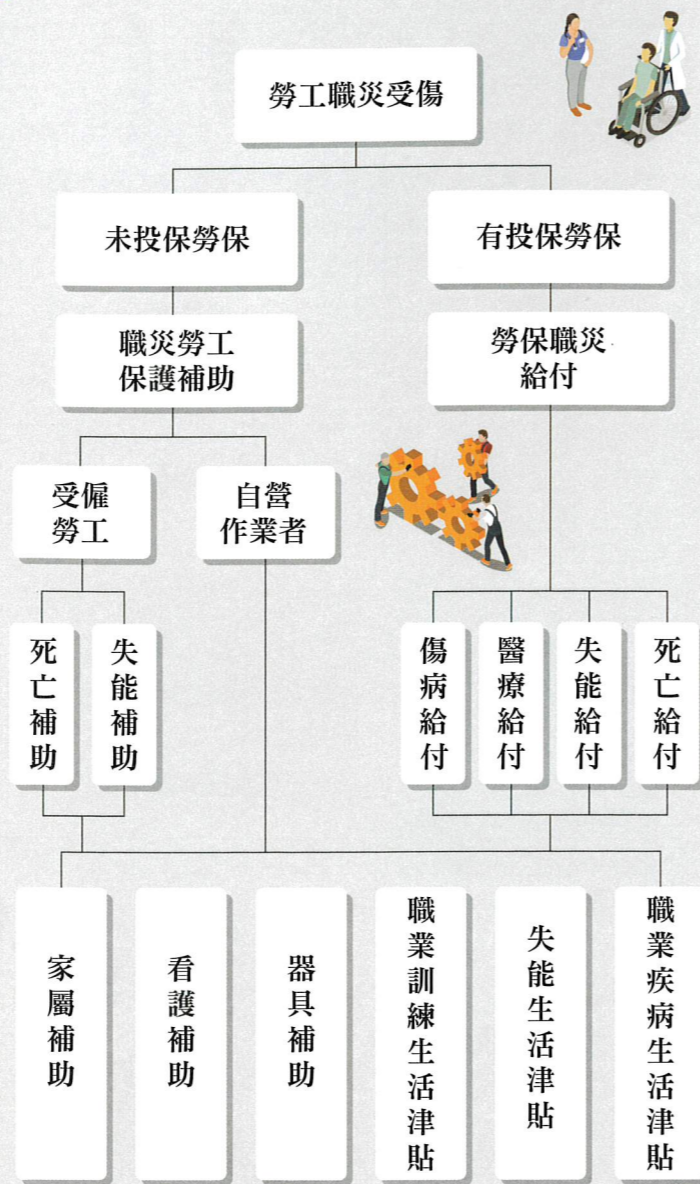 勞工職災受傷
未投保勞保
有投保勞保
職災勞工
保護補助
勞保職災
給付
受僱
勞工
自營
作業者
死亡補助
失能補助
傷病給付
醫療給付
失能給付
死亡給付
家屬補助
看護補助
器具補助
職業訓練生活津貼
失能生活津貼
職業疾病生活津貼